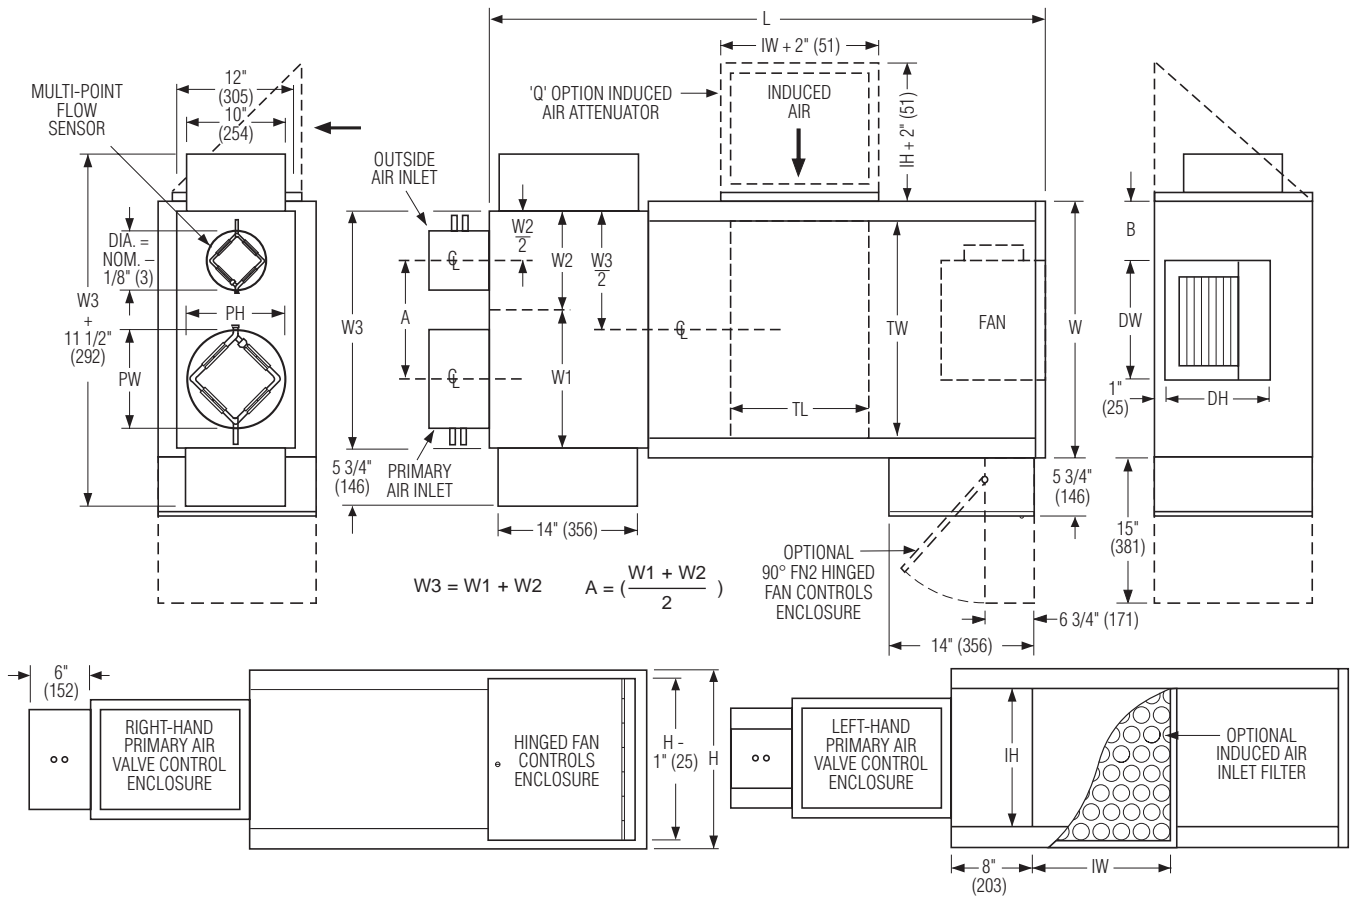 L
IW + 2" (51)
'Q' OPTION INDUCED
AIR ATTENUATOR
INDUCED
AIR
IH + 2" (51)
MULTI-POINT
FLOW
SENSOR
12"
(305)
10"
(254)
OUTSIDE
AIR INLET
DIA. =
NOM. –
1/8" (3)
W3
+
11 1/2"
(292)
PH
PW
W3
A
℄
℄
W2
2
W2
W3
2
W1
℄
TW
TL
FAN
W
B
DW
DH
1"
(25)
5 3/4"
(146)
PRIMARY
AIR INLET
14" (356)
5 3/4"
(146)
15"
(381)
OPTIONAL
90° FN2 HINGED
FAN CONTROLS
ENCLOSURE
6 3/4" (171)
14" (356)
W3 = W1 + W2
A = (W1 + W2
2 )
6"
(152)
RIGHT-HAND
PRIMARY AIR
VALVE CONTROL
ENCLOSURE
HINGED FAN
CONTROLS
ENCLOSURE
H -
1" (25)
H
LEFT-HAND
PRIMARY AIR
VALVE CONTROL
ENCLOSURE
IH
OPTIONAL
INDUCED AIR
INLET FILTER
8"
(203)
IW